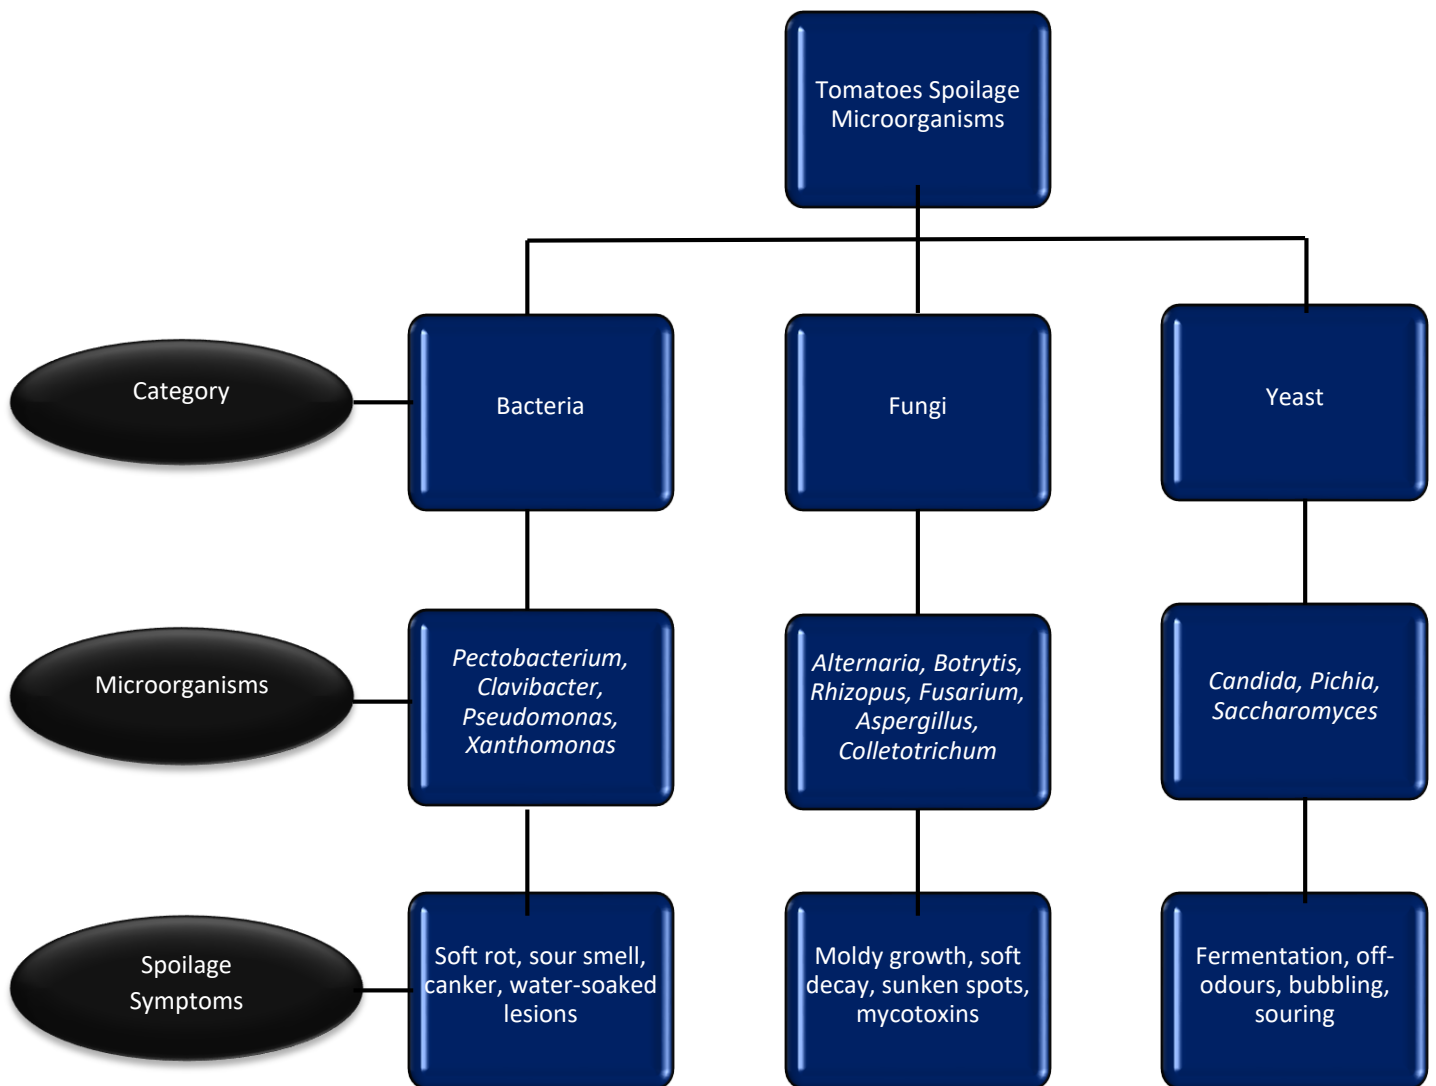 Tomatoes Spoilage
Microorganisms
Category
Bacteria
Fungi
Yeast
Microorganisms
Pectobacterium,
Clavibacter,
Pseudomonas,
Xanthomonas
Alternaria, Botrytis,
Rhizopus, Fusarium,
Aspergillus,
Colletotrichum
Candida, Pichia,
Saccharomyces
Spoilage
Symptoms
Soft rot, sour smell,
canker, water-soaked
lesions
Moldy growth, soft
decay, sunken spots,
mycotoxins
Fermentation, off-
odours, bubbling,
souring